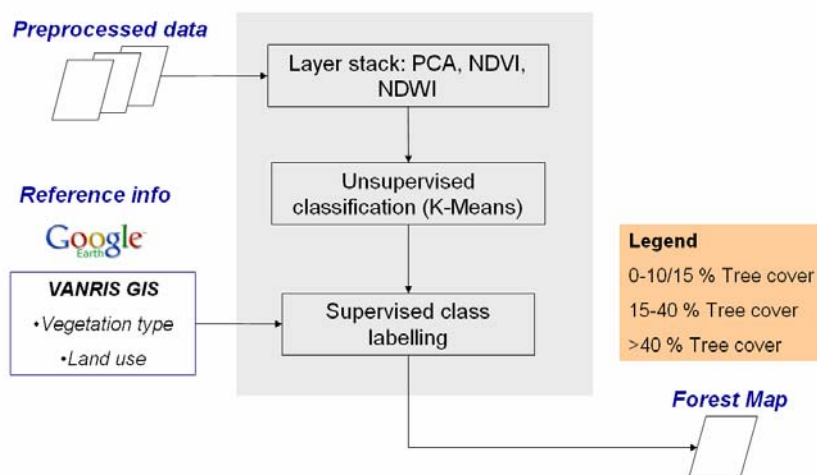 Preprocessed data
Layer stack: PCA, NDVI,
NDWI
Unsupervised
classification (K-Means)
Reference info
Google
Earth
VANRIS GIS
•Vegetation type
•Land use
Supervised class
labelling
Legend
0-10/15 % Tree cover
15-40 % Tree cover
>40 % Tree cover
Forest Map